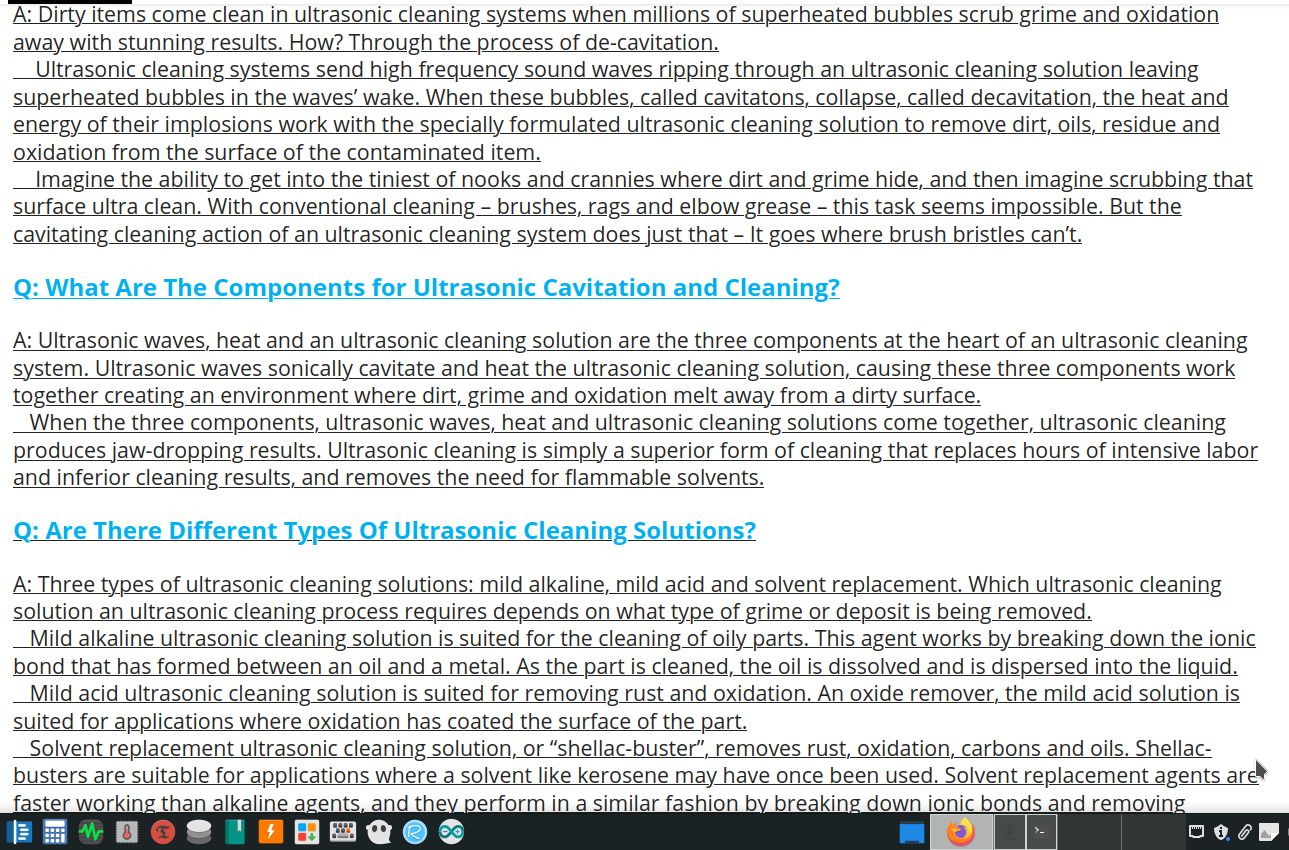 A: Dirty items come clean in ultrasonic cleaning systems when millions of superheated bubbles scrub grime and oxidation
away with stunning results. How? Through the process of de-cavitation.
Ultrasonic cleaning systems send high frequency sound waves ripping through an ultrasonic cleaning solution leaving
superheated bubbles in the waves’ wake. When these bubbles, called cavitatons, collapse, called decavitation, the heat and
energy of their implosions work with the specially formulated ultrasonic cleaning solution to remove dirt, oils, residue and
oxidation from the surface of the contaminated item.
Imagine the ability to get into the tiniest of nooks and crannies where dirt and grime hide, and then imagine scrubbing that
surface ultra clean. With conventional cleaning – brushes, rags and elbow grease – this task seems impossible. But the
cavitating cleaning action of an ultrasonic cleaning system does just that – It goes where brush bristles can’t.
Q: What Are The Components for Ultrasonic Cavitation and Cleaning?
A: Ultrasonic waves, heat and an ultrasonic cleaning solution are the three components at the heart of an ultrasonic cleaning
system. Ultrasonic waves sonically cavitate and heat the ultrasonic cleaning solution, causing these three components work
together creating an environment where dirt, grime and oxidation melt away from a dirty surface.
When the three components, ultrasonic waves, heat and ultrasonic cleaning solutions come together, ultrasonic cleaning
produces jaw-dropping results. Ultrasonic cleaning is simply a superior form of cleaning that replaces hours of intensive labor
and inferior cleaning results, and removes the need for flammable solvents.
Q: Are There Different Types Of Ultrasonic Cleaning Solutions?
A: Three types of ultrasonic cleaning solutions: mild alkaline, mild acid and solvent replacement. Which ultrasonic cleaning
solution an ultrasonic cleaning process requires depends on what type of grime or deposit is being removed.
Mild alkaline ultrasonic cleaning solution is suited for the cleaning of oily parts. This agent works by breaking down the ionic
bond that has formed between an oil and a metal. As the part is cleaned, the oil is dissolved and is dispersed into the liquid.
Mild acid ultrasonic cleaning solution is suited for removing rust and oxidation. An oxide remover, the mild acid solution is
suited for applications where oxidation has coated the surface of the part.
Solvent replacement ultrasonic cleaning solution, or “shellac-buster”, removes rust, oxidation, carbons and oils. Shellac-
busters are suitable for applications where a solvent like kerosene may have once been used. Solvent replacement agents are
faster working than alkaline agents, and they perform in a similar fashion by breaking down ionic bonds and removing